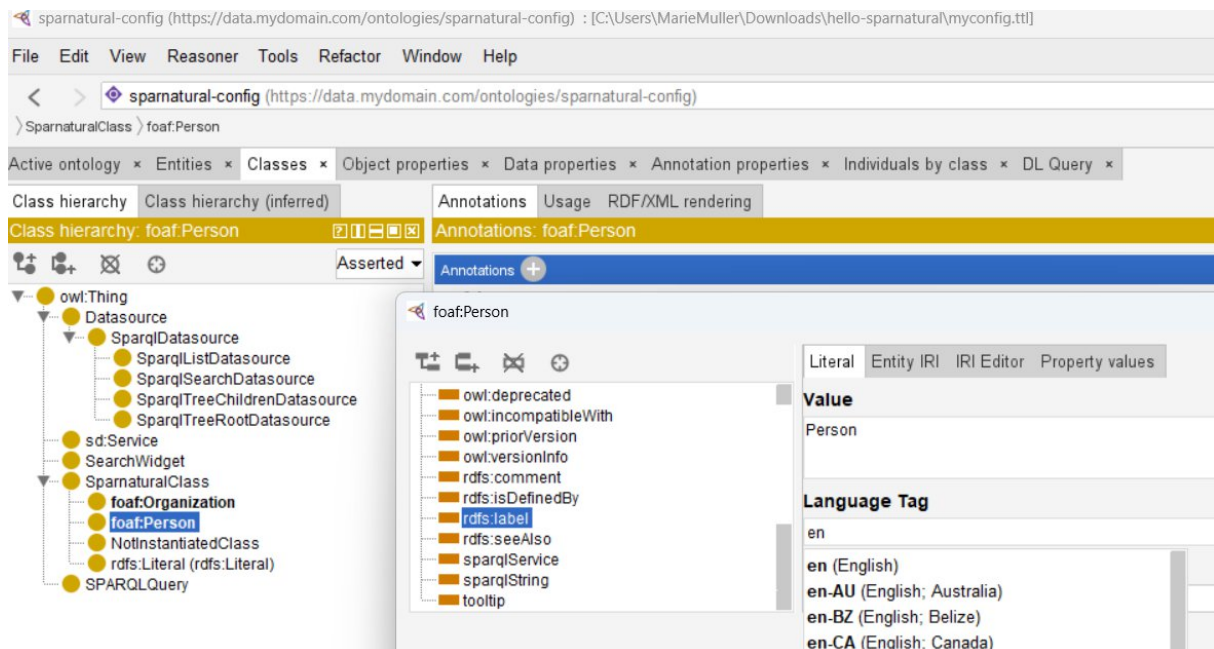 sparnatural-config (https://data.mydomain.com/ontologies/sparnatural-config) : [C:\Users\MarieMuller\Downloads\hello-sparnatural\myconfig.ttl]
File Edit View Reasoner Tools Refactor Window Help
sparnatural-config (https://data.mydomain.com/ontologies/sparnatural-config)
SparnaturalClass foaf:Person
Active ontology × Entities × Classes × Object properties × Data properties × Annotation properties × Individuals by class × DL Query ×
Class hierarchy Class hierarchy (inferred)
Class hierarchy: foaf:Person
Asserted
owl:Thing
Datasource
SparqlDatasource
SparqlListDatasource
SparqlSearchDatasource
SparqlTreeChildrenDatasource
SparqlTreeRootDatasource
sd:Service
SearchWidget
SparnaturalClass
foaf:Organization
foaf:Person
NotInstantiatedClass
rdfs:Literal (rdfs:Literal)
SPARQLQuery
Annotations Usage RDF/XML rendering
Annotations: foaf:Person
Annotations
foaf:Person
owl:deprecated
owl:incompatibleWith
owl:priorVersion
owl:versionInfo
rdfs:comment
rdfs:isDefinedBy
rdfs:label
rdfs:seeAlso
sparqlService
sparqlString
tooltip
Literal Entity IRI IRI Editor Property values
Value
Person
Language Tag
en
en (English)
en-AU (English; Australia)
en-BZ (English; Belize)
en-CA (English; Canada)